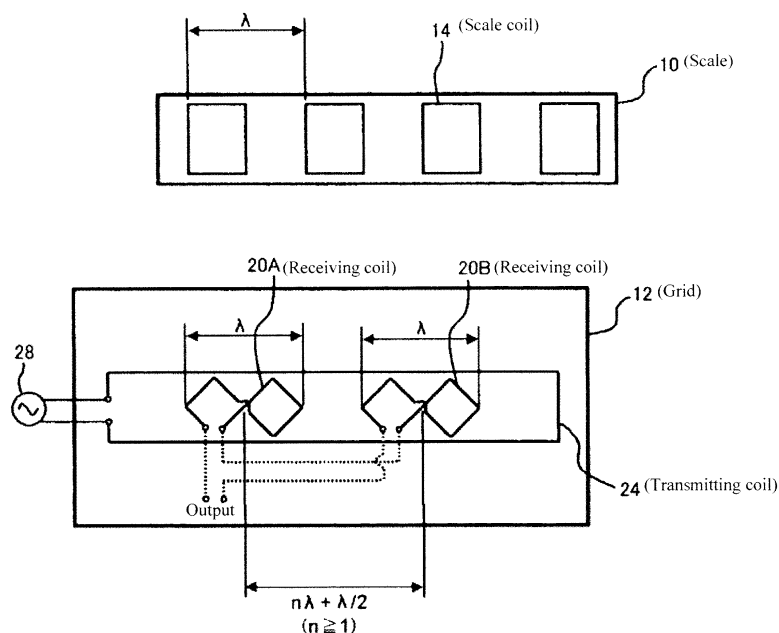 λ
14 (Scale coil)
10 (Scale)
20A (Receiving coil)
20B (Receiving coil)
12 (Grid)
λ
λ
28
24 (Transmitting coil)
Output
nλ + λ/2
(n ≧ 1)